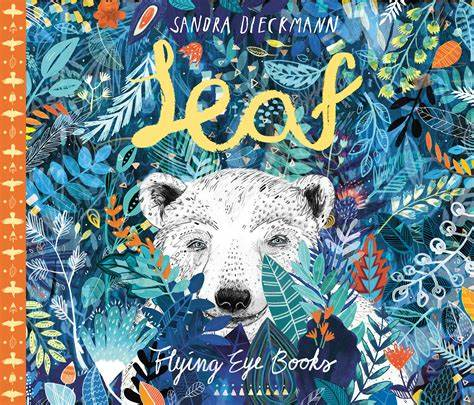 SANDRA DIECKMANN
Leaf
Flying Eye Books